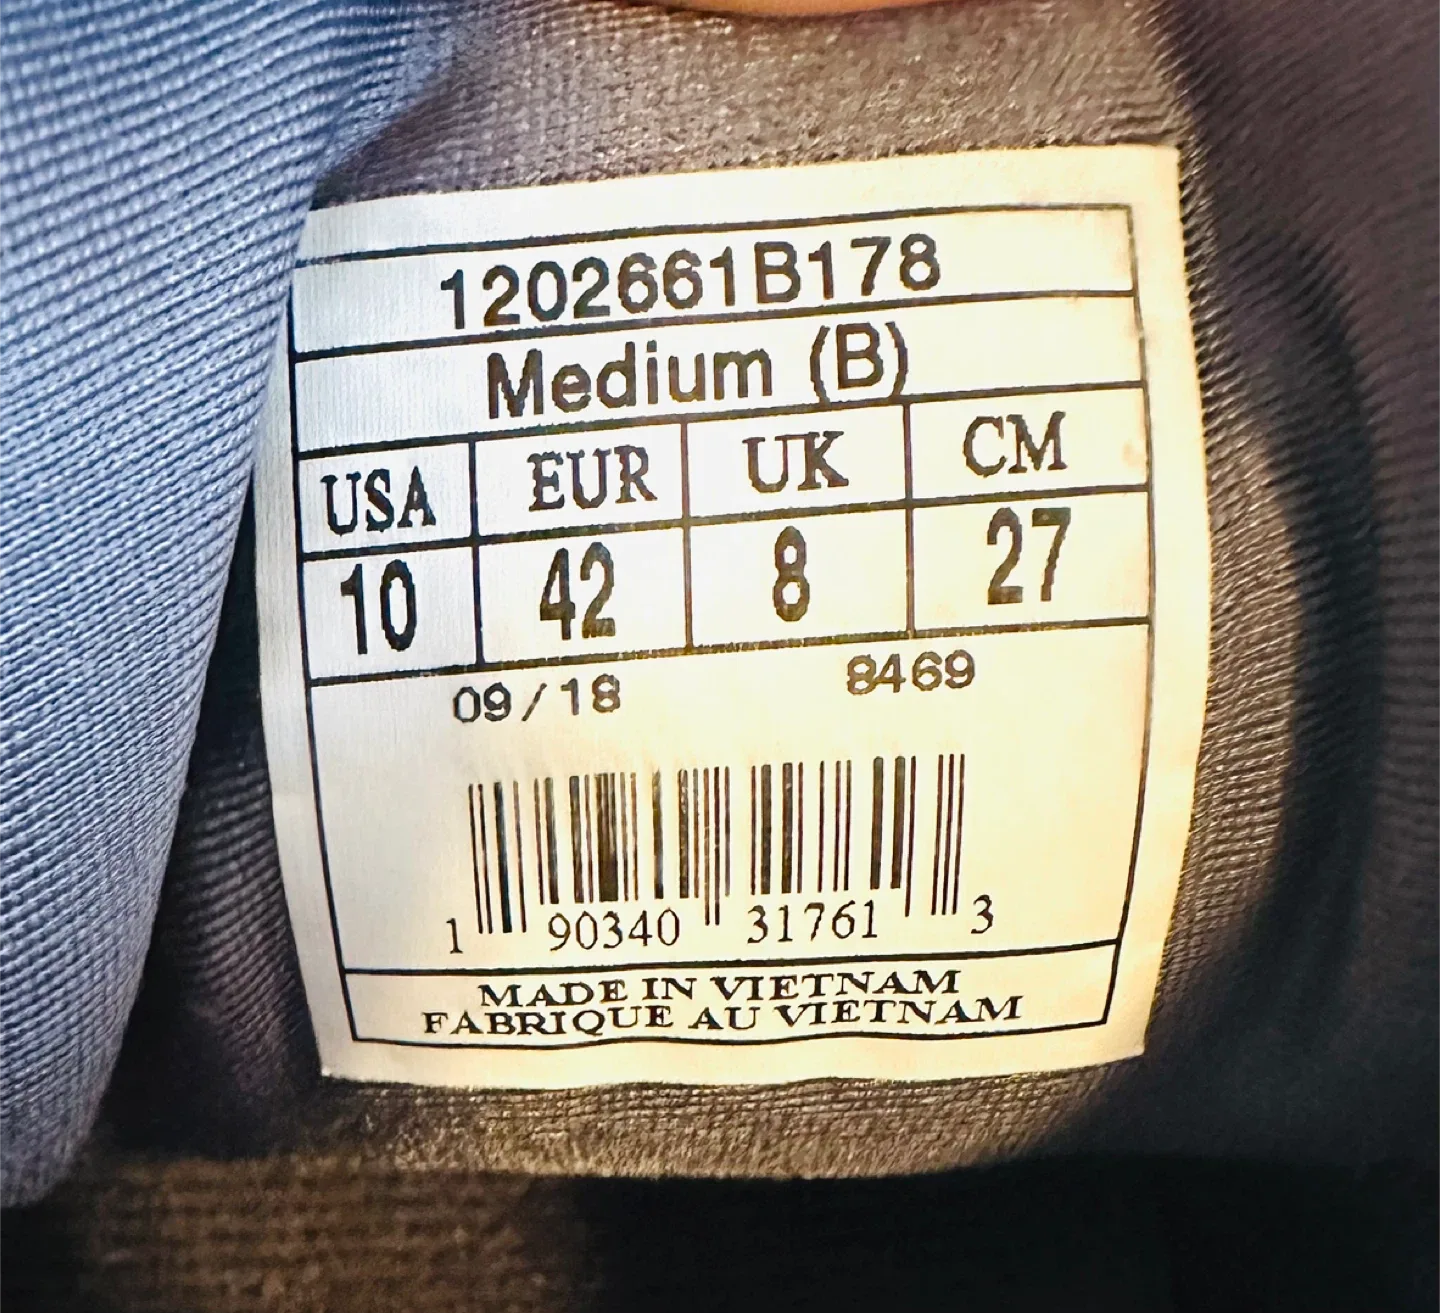 1202661B178
Medium (B)
USA EUR UK CM
10 42 8 27
09/18 8469
1 90340 31761 3
MADE IN VIETNAM
FABRIQUE AU VIETNAM